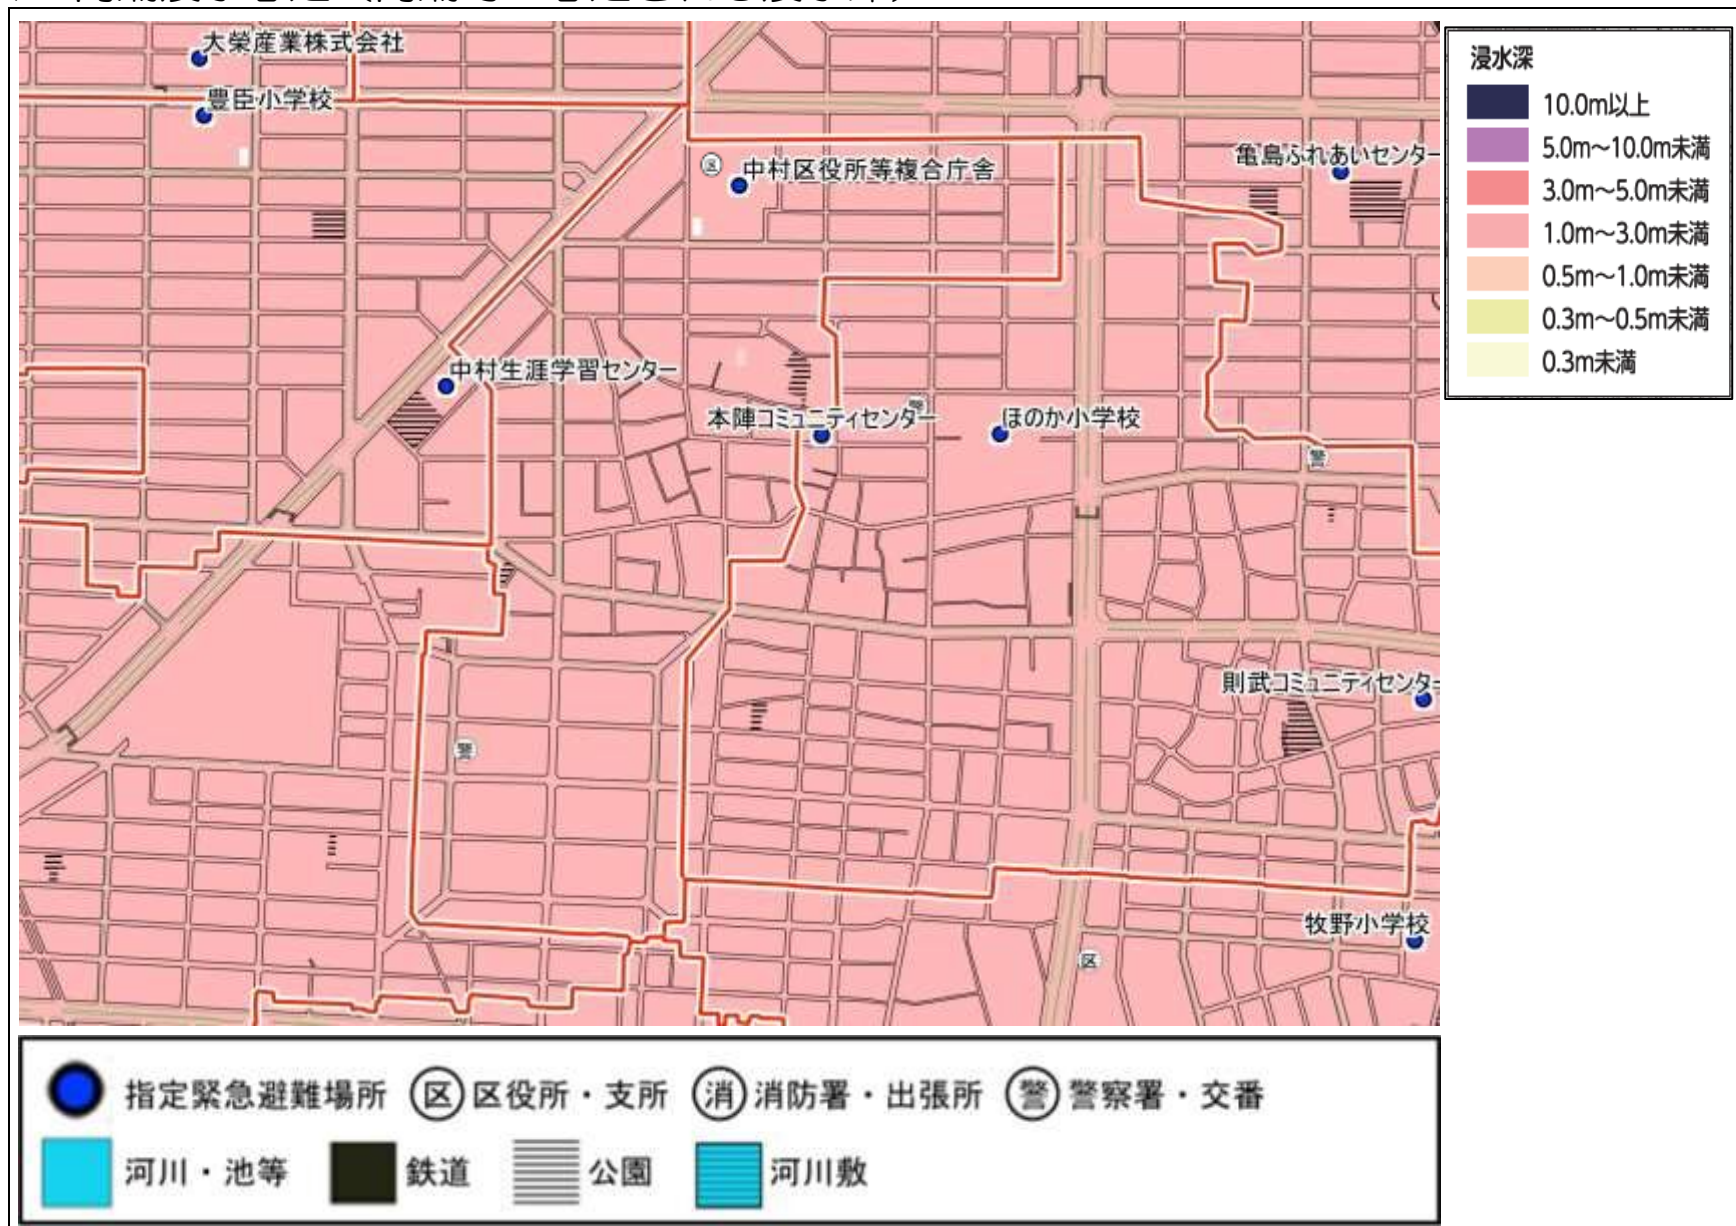 大榮産業株式会社
豊臣小学校
区
中村区役所等複合庁舎
亀島ふれあいセンター
中村生涯学習センター
本陣コミュニティセンター
ほのか小学校
警
則武コミュニティセンター
警
牧野小学校
区
浸水深
10.0m以上
5.0m～10.0m未満
3.0m～5.0m未満
1.0m～3.0m未満
0.5m～1.0m未満
0.3m～0.5m未満
0.3m未満
指定緊急避難場所 区 区役所・支所 消 消防署・出張所 警 警察署・交番
河川・池等 鉄道 公園 河川敷